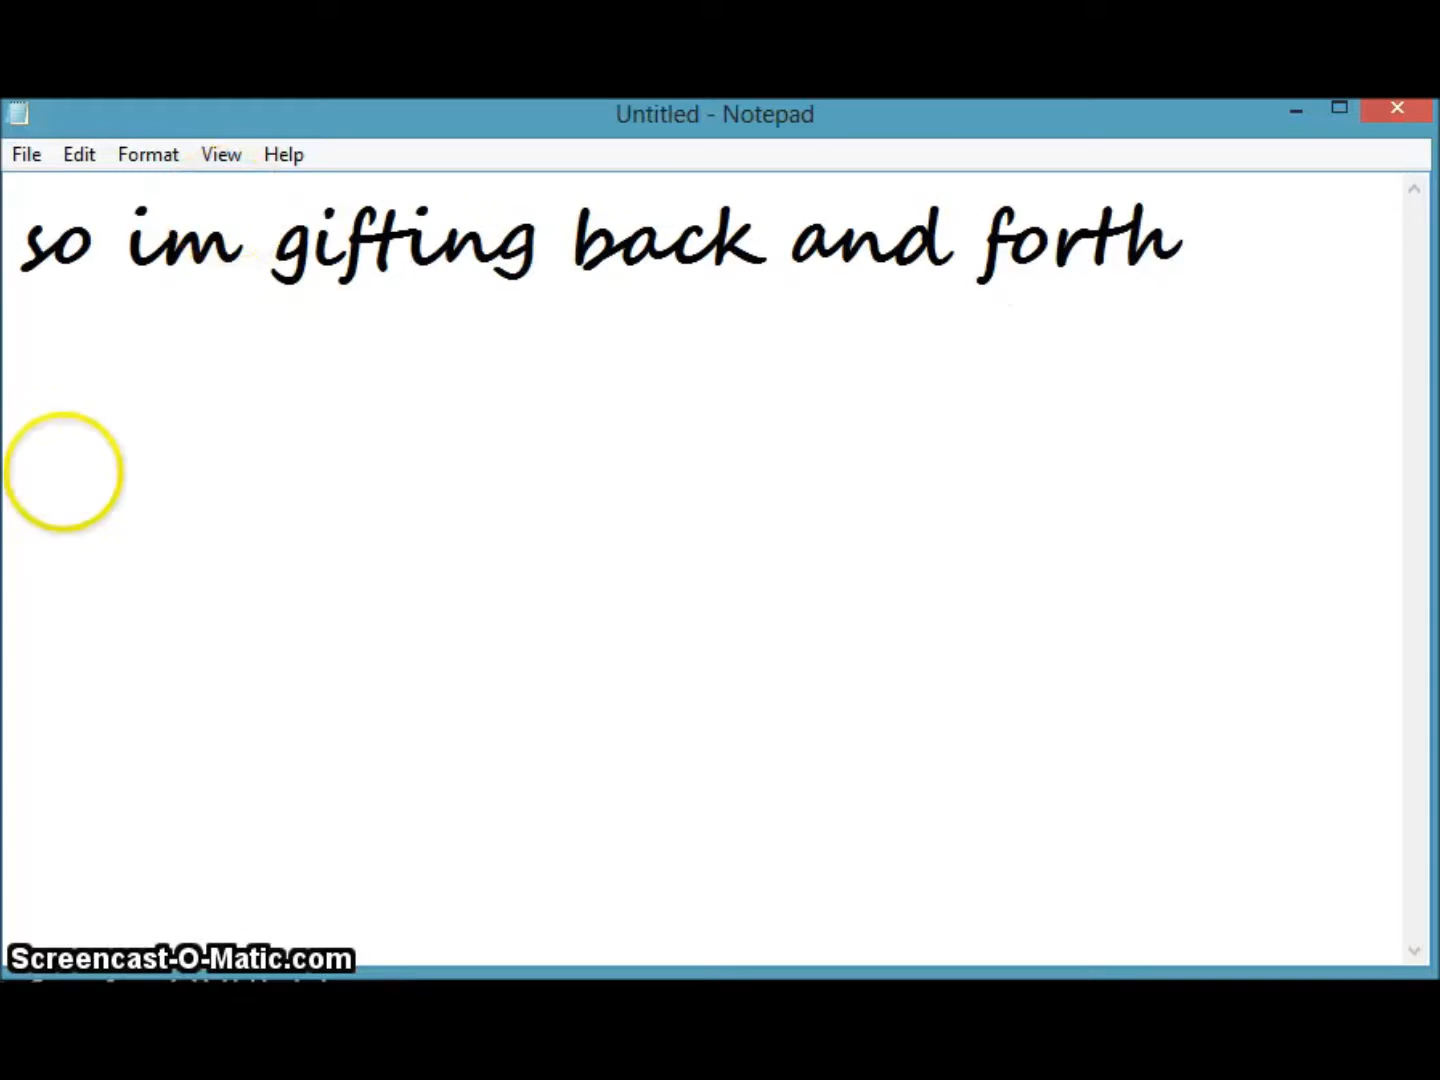 Untitled - Notepad
File Edit Format View Help
so im gifting back and forth
Screencast-O-Matic.com